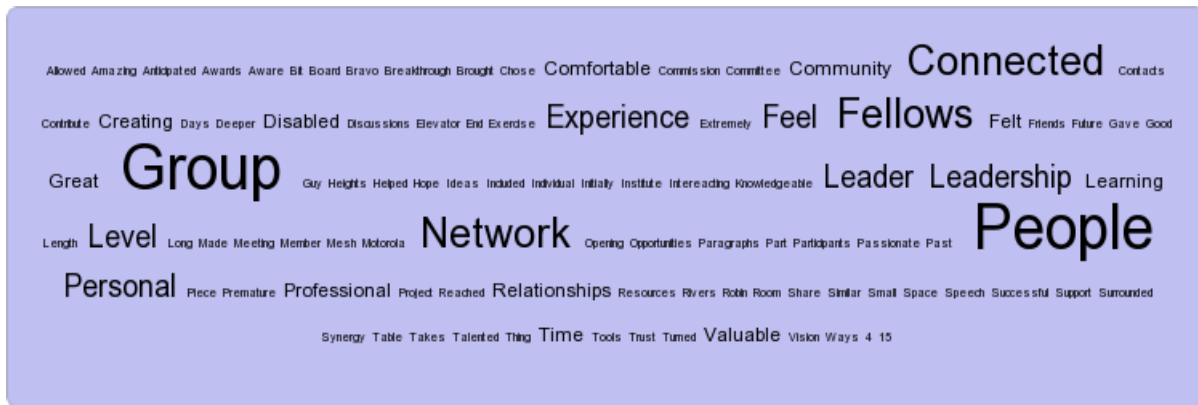 Allowed Amazing Anticipated Awards Aware Bit Board Bravo Breakthrough Brought Chose Comfortable Commission Committee Community Connected Contacts
Contribute Creating Days Deeper Disabled Discussions Elevator End Exercise Experience Extremely Feel Fellows Felt Friends Future Gave Good
Great Group Guy Heights Helped Hope Ideas Included Individual Initially Institute Intereacting Knowledgeable Leader Leadership Learning
Length Level Long Made Meeting Member Mesh Motorola Network Opening Opportunities Paragraphs Part Participants Passionate Past People
Personal Piece Premature Professional Project Reached Relationships Resources Rivers Robin Room Share Similar Small Space Speech Successful Support Surrounded
Synergy Table Takes Talented Thing Time Tools Trust Turned Valuable Vision Ways 4 15